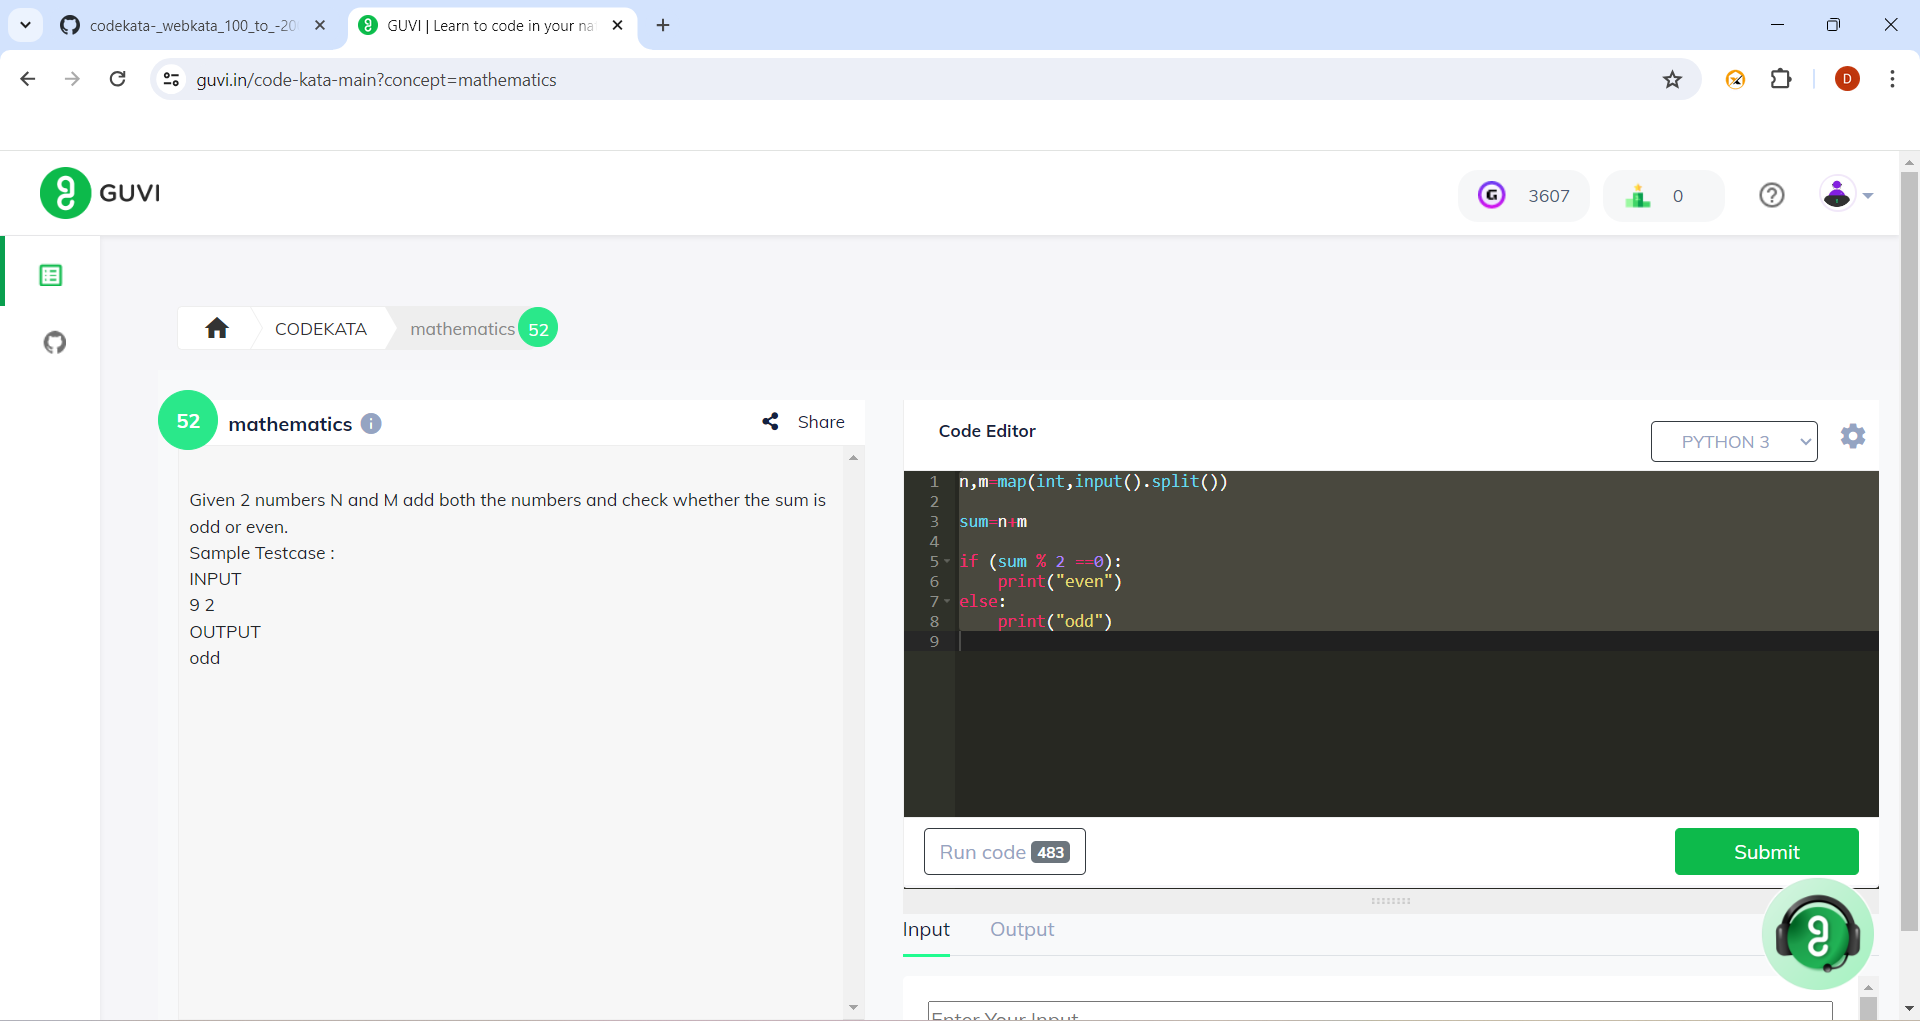 codekata-_webkata_100_to_-20
GUVI | Learn to code in your na
guvi.in/code-kata-main?concept=mathematics
D
GUVI
G
3607
0
CODEKATA
mathematics 52
52 mathematics i
Share
Given 2 numbers N and M add both the numbers and check whether the sum is
odd or even.
Sample Testcase :
INPUT
9 2
OUTPUT
odd
Code Editor
PYTHON 3
1 n,m=map(int,input().split())
2
3 sum=n+m
4
5 if (sum % 2 ==0):
6     print("even")
7 else:
8     print("odd")
9
Run code 483
Submit
Input
Output
Enter Your Input